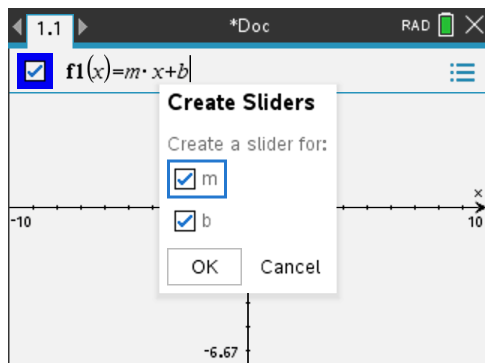 1.1 *Doc RAD
f1(x)=m· x+b
Create Sliders
Create a slider for:
m
b
OK Cancel
x
-10 10
-6.67